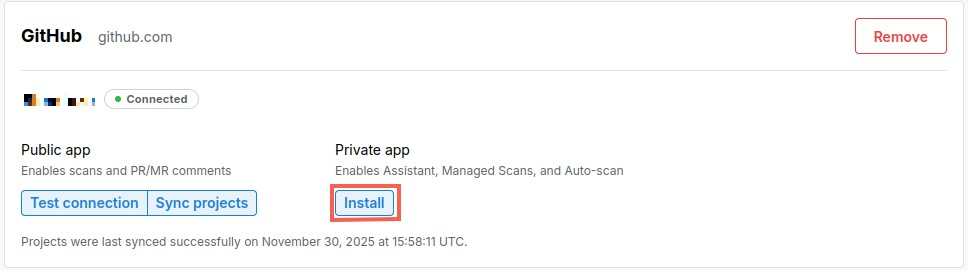 GitHub github.com
Remove
Connected
Public app
Enables scans and PR/MR comments
Test connection Sync projects
Private app
Enables Assistant, Managed Scans, and Auto-scan
Install
Projects were last synced successfully on November 30, 2025 at 15:58:11 UTC.